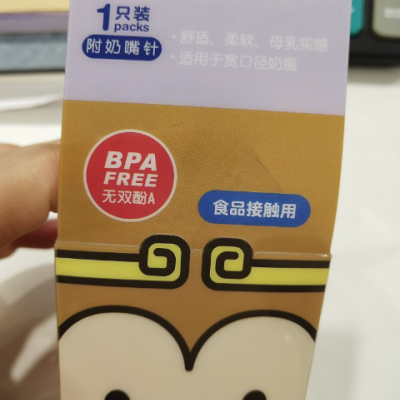 1只装
packs
附奶嘴针
·舒适、柔软、母乳实感
·适用于宽口径奶瓶
BPA
FREE
无双酚A
食品接触用